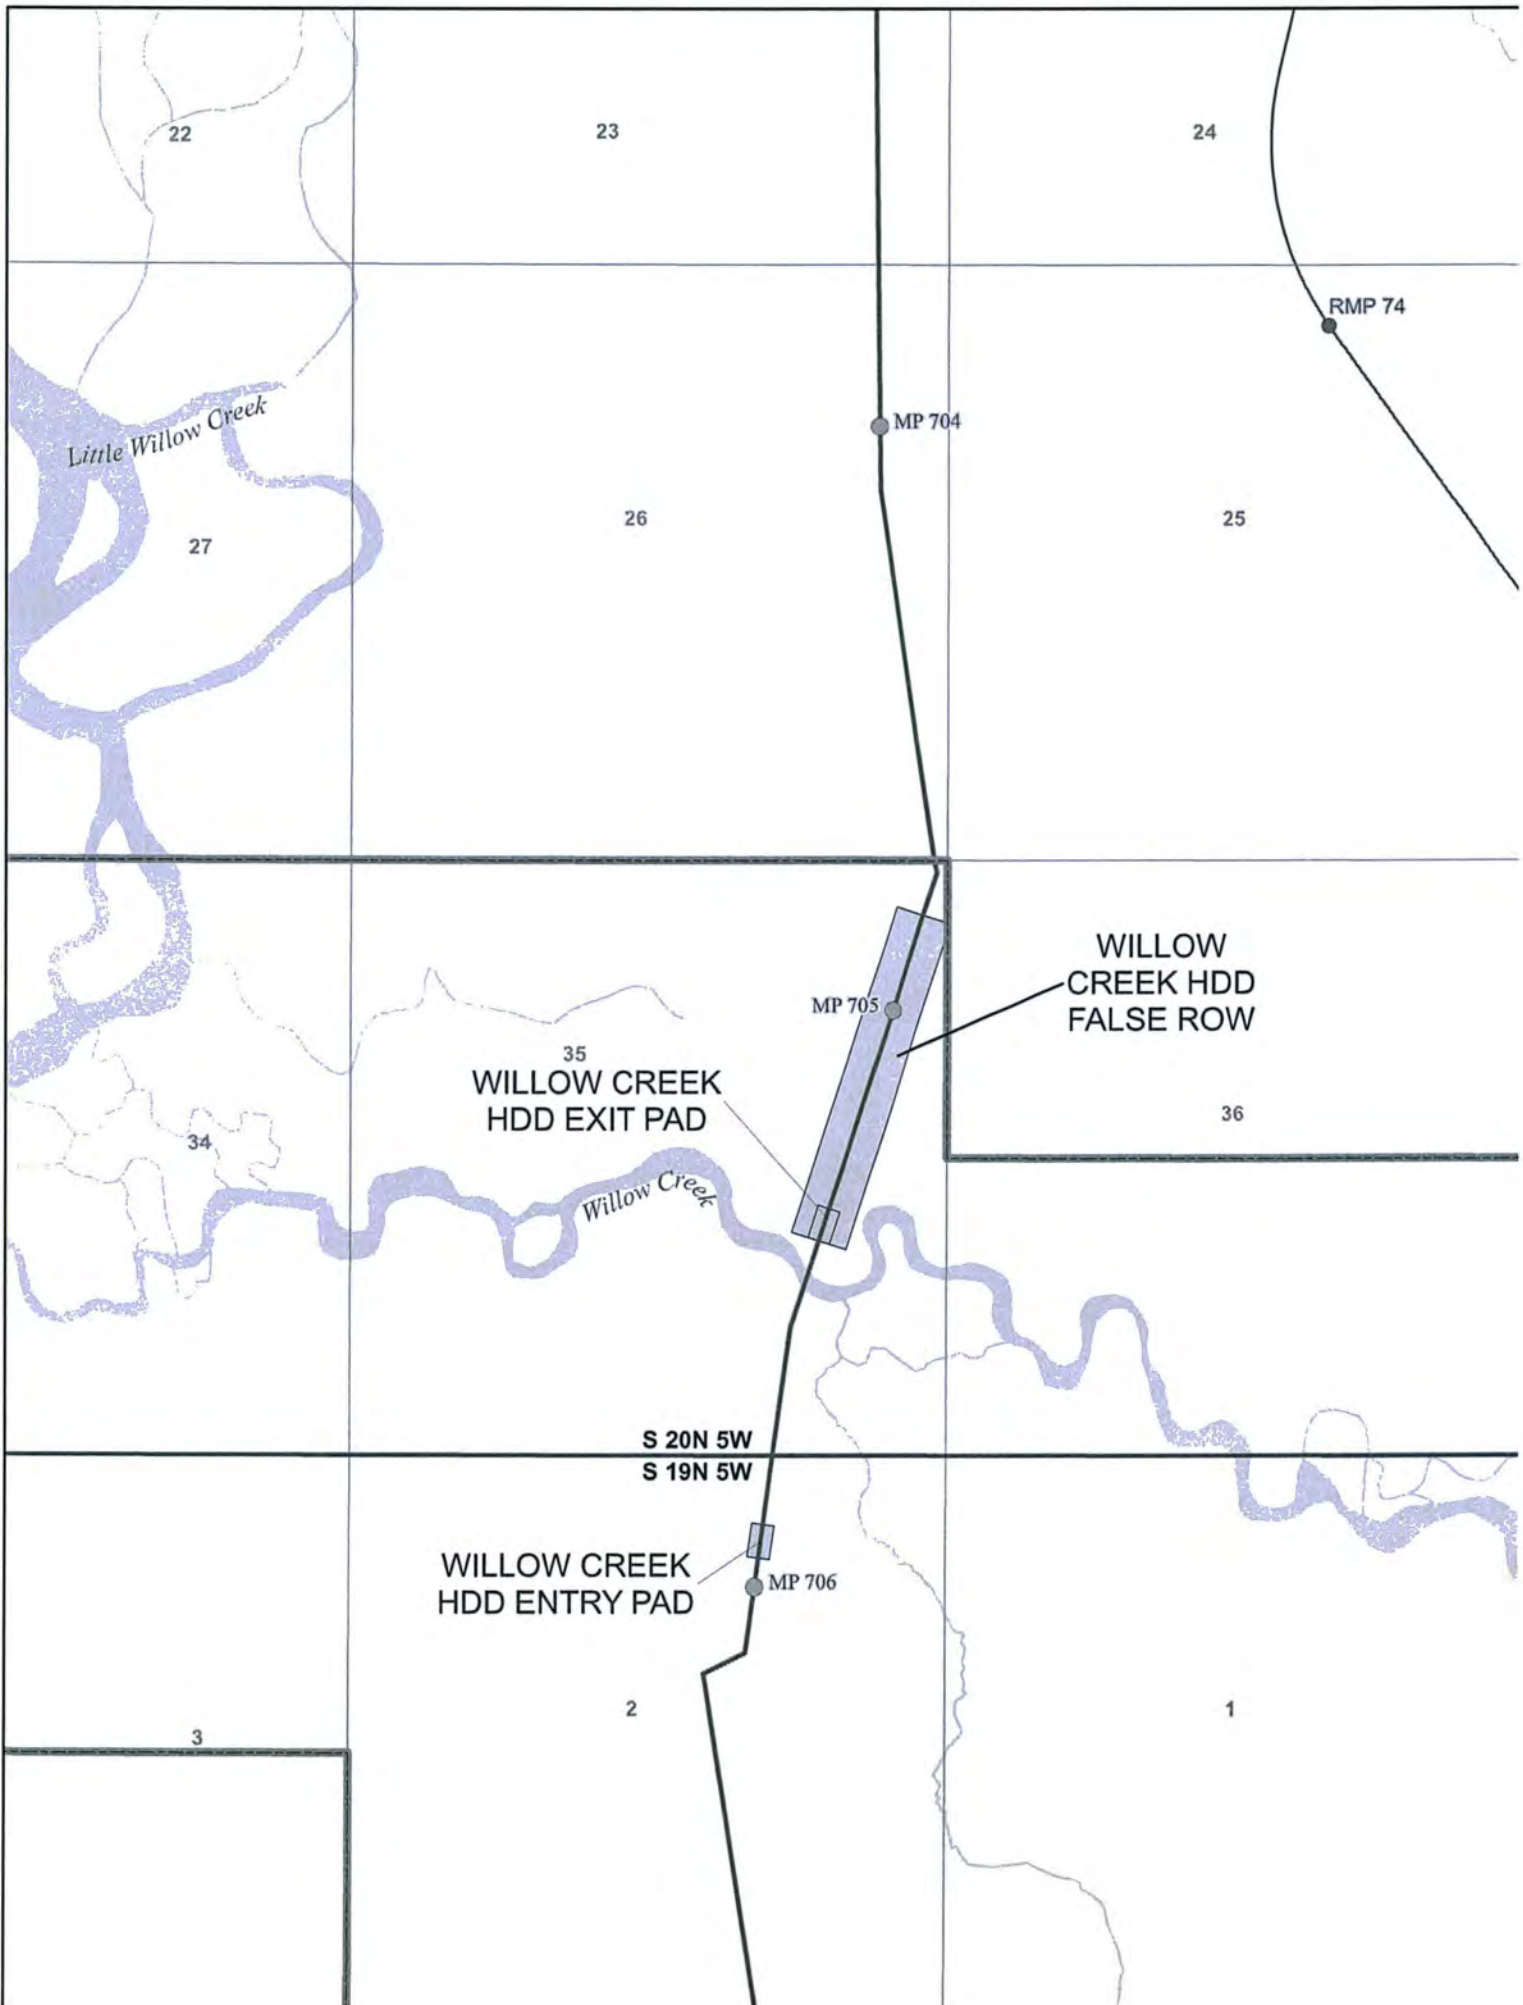 22
23
24
RMP 74
MP 704
Little Willow Creek
26
25
27
WILLOW
CREEK HDD
FALSE ROW
MP 705
35
WILLOW CREEK
HDD EXIT PAD
36
34
Willow Creek
S 20N 5W
S 19N 5W
WILLOW CREEK
HDD ENTRY PAD
MP 706
2
1
3